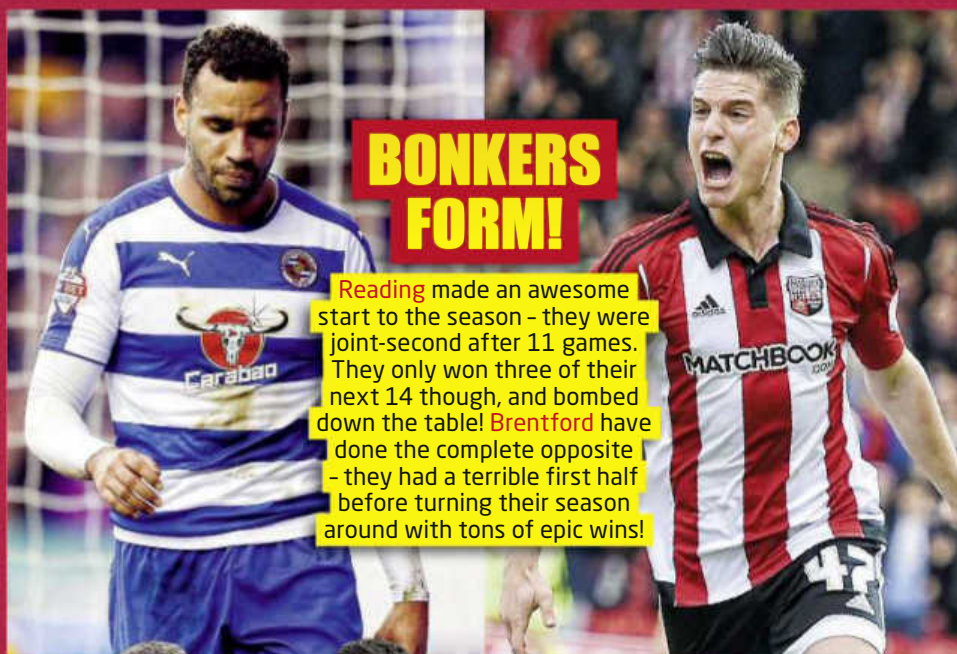 BONKERS
FORM!
Reading made an awesome
start to the season – they were
joint-second after 11 games.
They only won three of their
next 14 though, and bombed
down the table! Brentford have
done the complete opposite
– they had a terrible first half
before turning their season
around with tons of epic wins!
Carabao
adidas
MATCHBOOK
.COM
47